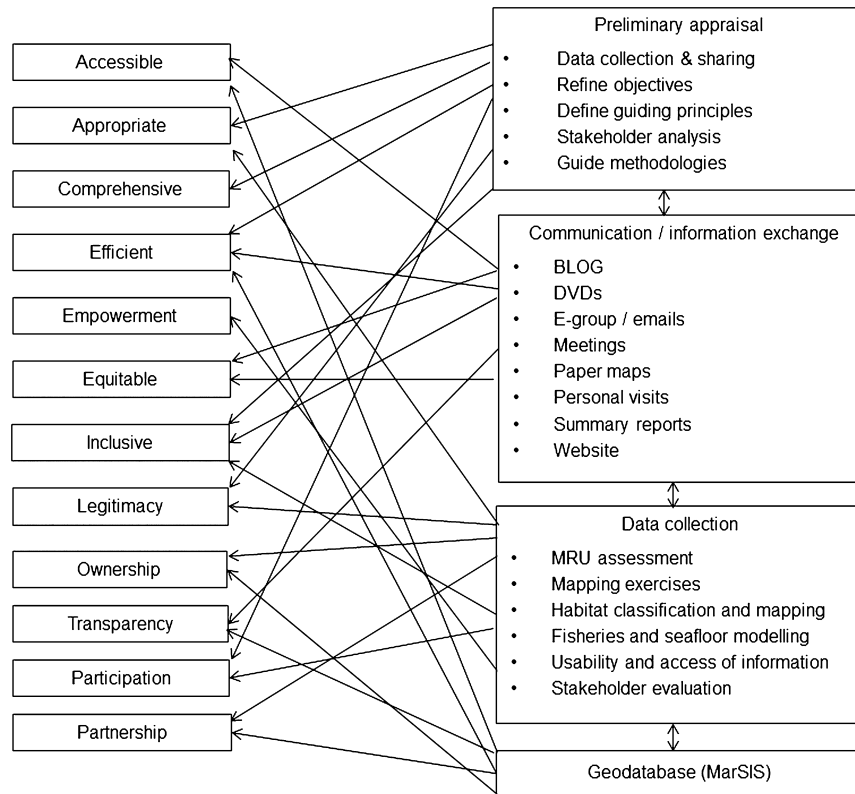 Accessible
Appropriate
Comprehensive
Efficient
Empowerment
Equitable
Inclusive
Legitimacy
Ownership
Transparency
Participation
Partnership
Preliminary appraisal
• Data collection & sharing
• Refine objectives
• Define guiding principles
• Stakeholder analysis
• Guide methodologies
Communication / information exchange
• BLOG
• DVDs
• E-group / emails
• Meetings
• Paper maps
• Personal visits
• Summary reports
• Website
Data collection
• MRU assessment
• Mapping exercises
• Habitat classification and mapping
• Fisheries and seafloor modelling
• Usability and access of information
• Stakeholder evaluation
Geodatabase (MarSIS)